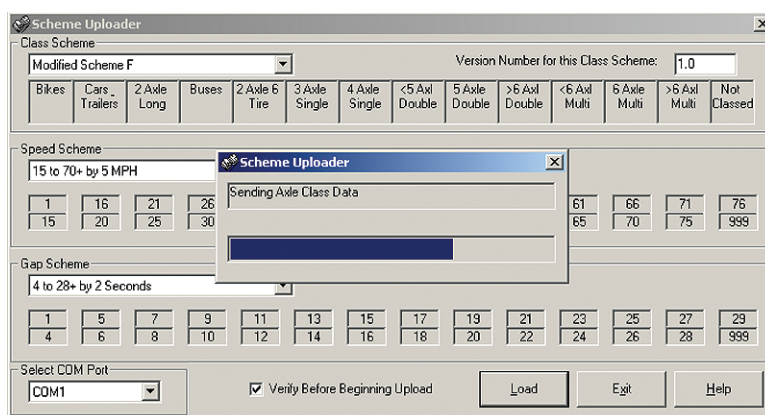 Scheme Uploader
Class Scheme
Modified Scheme F
Version Number for this Class Scheme: 1.0
Bikes Cars_ Trailers 2 Axle Long Buses 2 Axle 6 Tire 3 Axle Single 4 Axle Single <5 Axl Double 5 Axle Double >6 Axl Double <6 Axl Multi 6 Axle Multi >6 Axl Multi Not Classed
Speed Scheme
15 to 70+ by 5 MPH
1 16 21 26 61 66 71 76
15 20 25 30 65 70 75 999
Scheme Uploader
Sending Axle Class Data
Gap Scheme
4 to 28+ by 2 Seconds
1 5 7 9 11 13 15 17 19 21 23 25 27 29
4 6 8 10 12 14 16 18 20 22 24 26 28 999
Select COM Port
COM1
Verify Before Beginning Upload
Load
Exit
Help